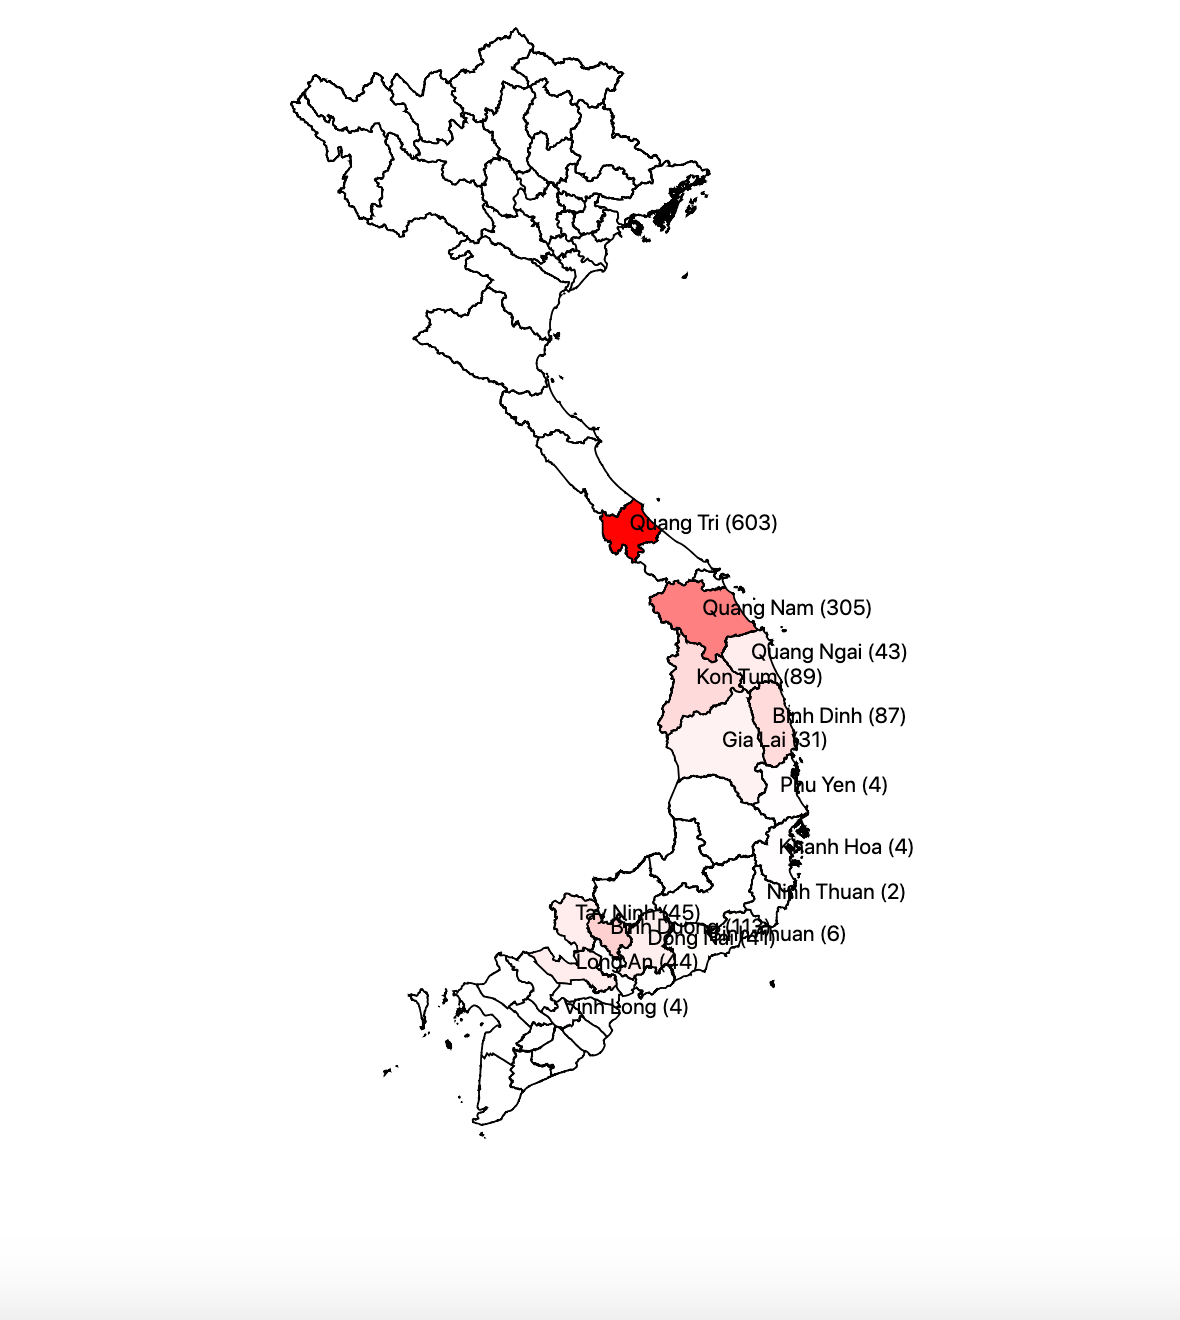 Quang Tri (603)
Quang Nam (305)
Quang Ngai (43)
Kon Tum (89)
Binh Dinh (87)
Gia Lai (31)
Phu Yen (4)
Khanh Hoa (4)
Ninh Thuan (2)
Tay Ninh (45)
Binh Duong (113)
Binh Thuan (6)
Dong Nai (41)
Long An (44)
Vinh Long (4)